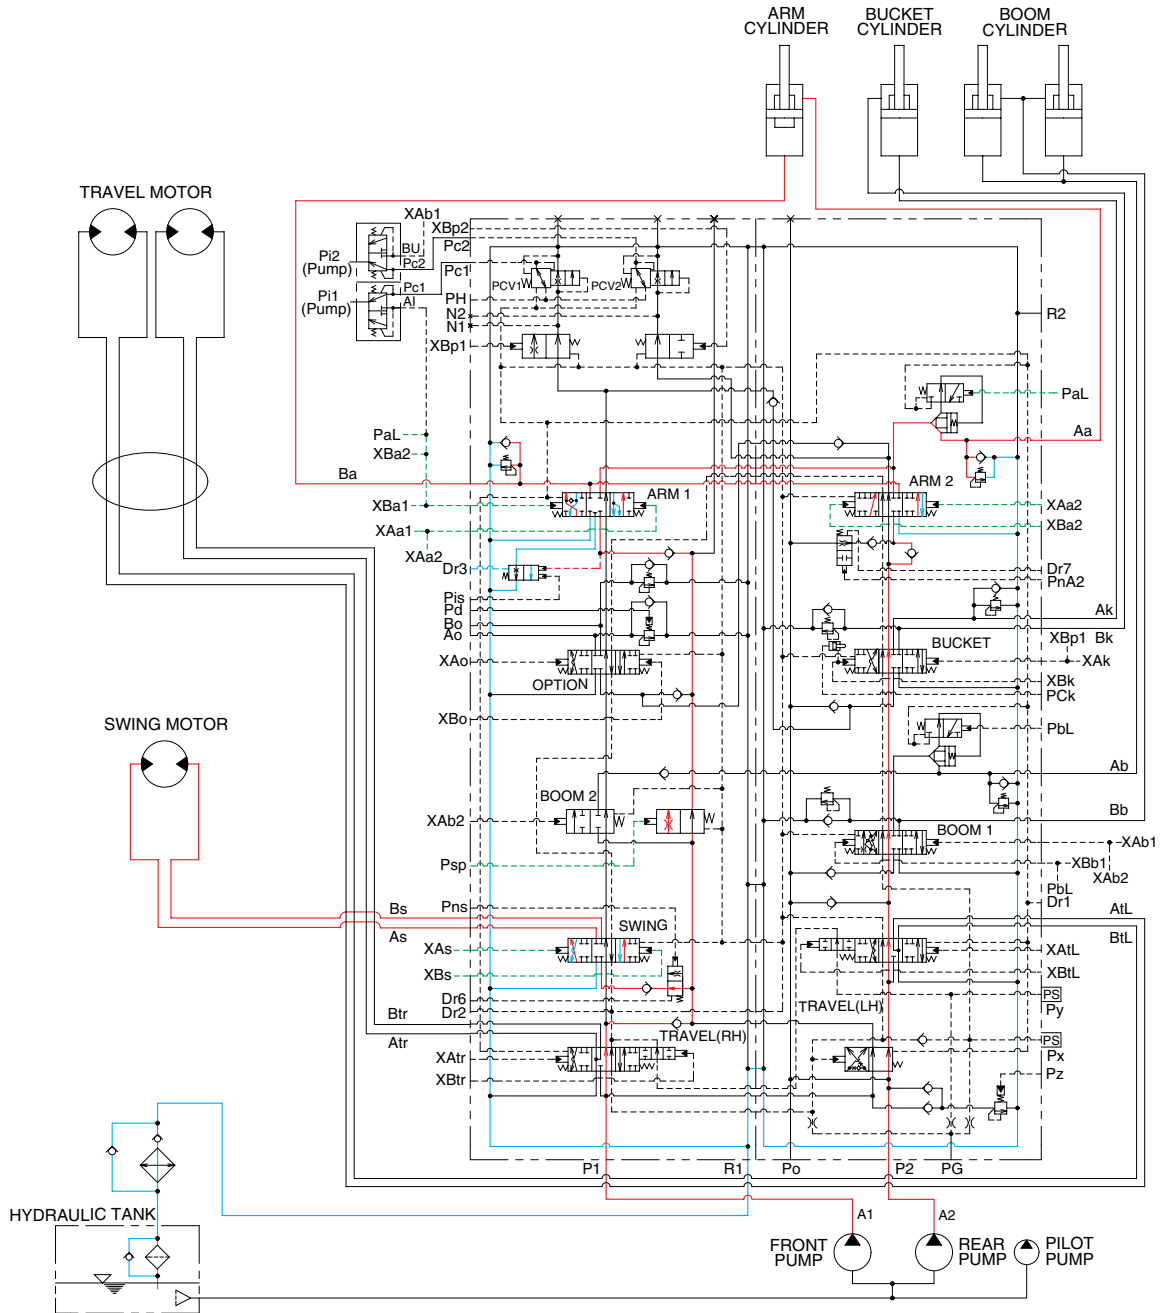 ARM
CYLINDER
BUCKET
CYLINDER
BOOM
CYLINDER
TRAVEL MOTOR
XAb1
XBp2
BU
Pc2
Pi2
(Pump)
Pc2
Pc1
Pc1
Pi1
(Pump)
AI
PCV1
PCV2
PH
N2
N1
XBp1
R2
PaL
PaL
XBa2
Aa
Ba
ARM 1
ARM 2
XBa1
XAa1
XAa2
XAa2
XBa2
Dr3
Dr7
PnA2
Pis
Pd
Bo
Ao
Ak
XBp1 Bk
BUCKET
XAo
XAk
OPTION
XBk
PCk
XBo
PbL
SWING MOTOR
Ab
BOOM 2
Bb
XAb2
BOOM 1
XAb1
XBb1
XAb2
Psp
PbL
Dr1
Pns
Bs
AtL
SWING
As
BtL
XAs
XAtL
XBs
XBtL
Dr6
Dr2
PS
Py
TRAVEL(LH)
Btr
TRAVEL(RH)
Atr
PS
XAtr
Px
XBtr
Pz
P1
R1
Po
P2
PG
HYDRAULIC TANK
A1
A2
FRONT
PUMP
REAR
PUMP
PILOT
PUMP